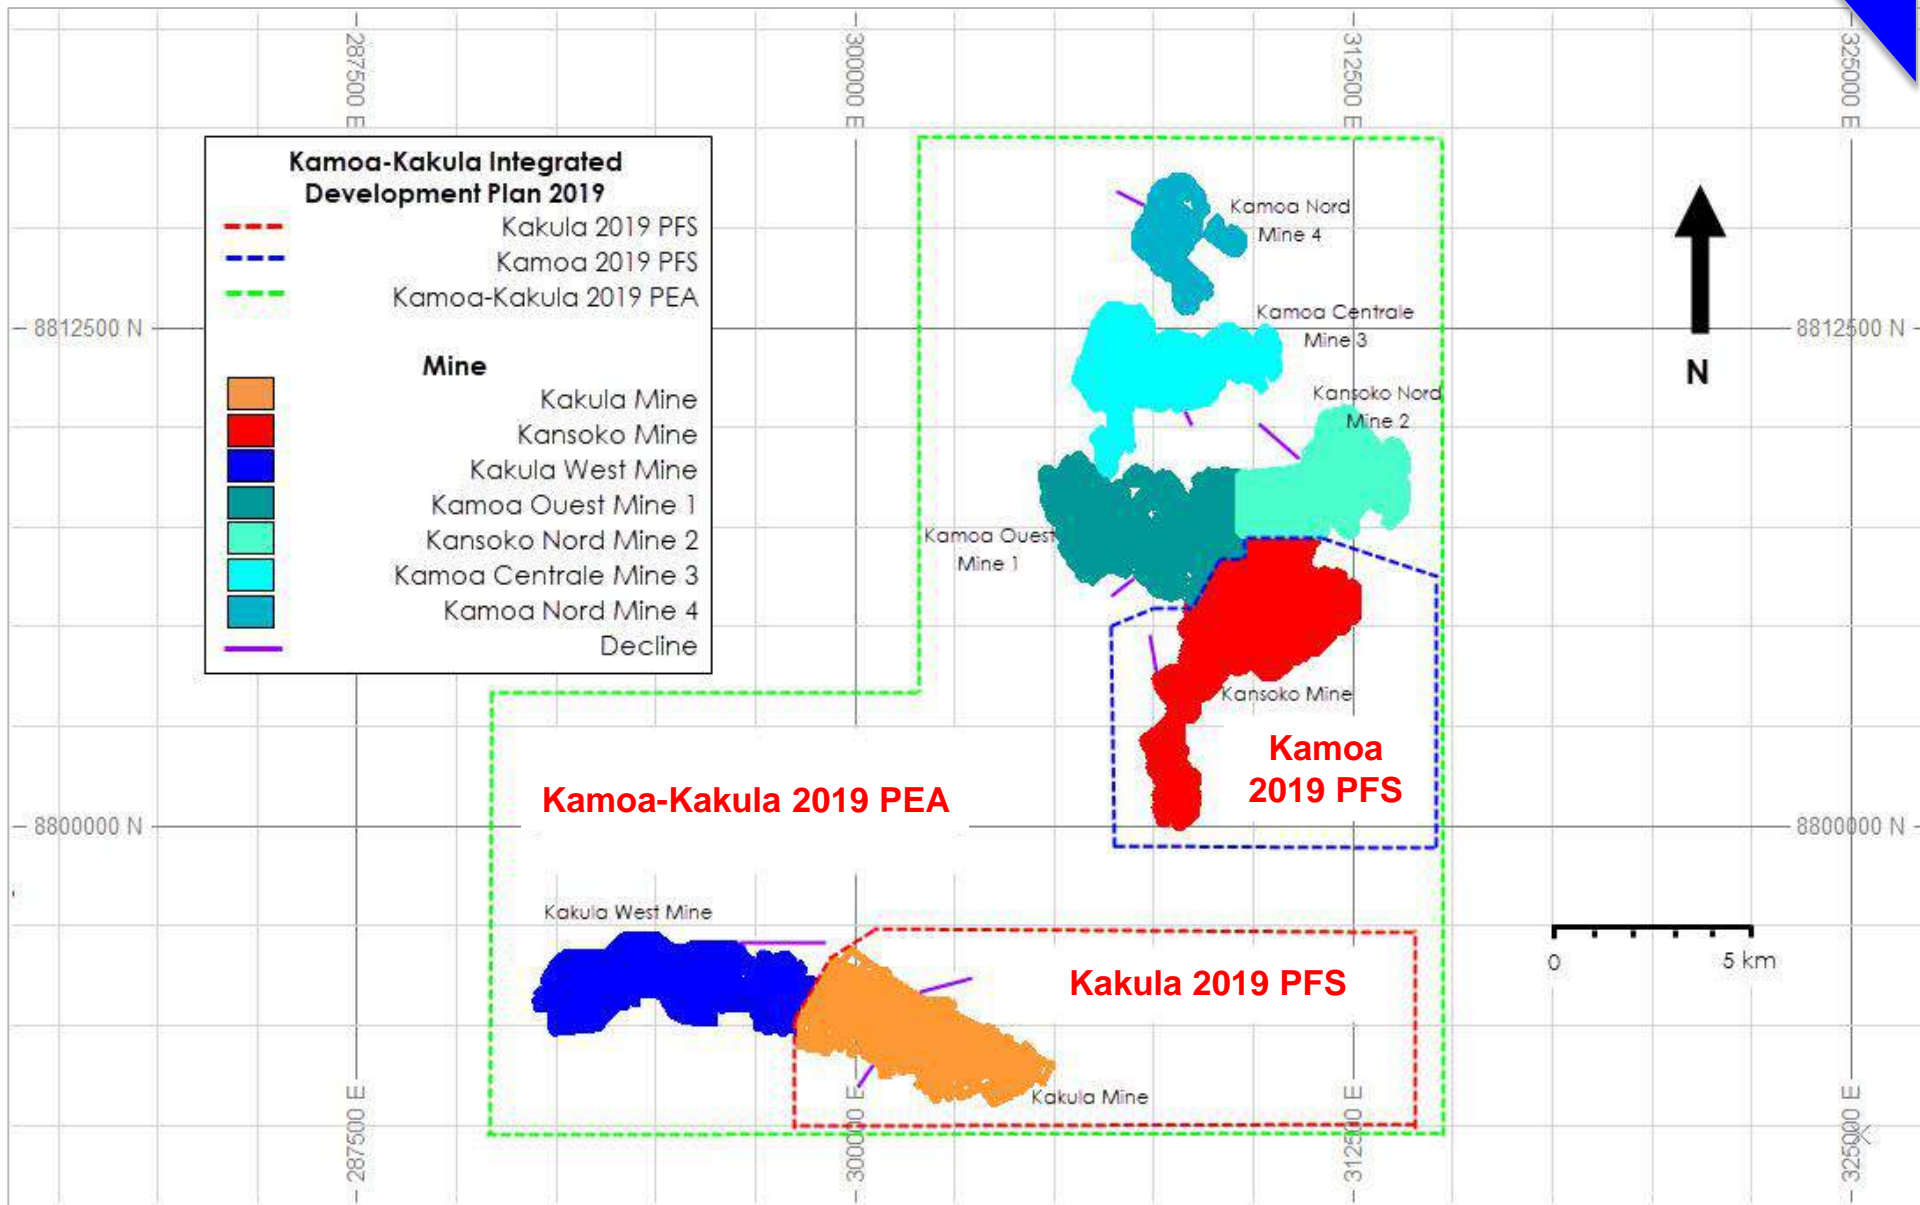 287500 E
300000 E
312500 E
325000 E
Kamoa-Kakula Integrated
Development Plan 2019
Kakula 2019 PFS
Kamoa 2019 PFS
Kamoa-Kakula 2019 PEA
Mine
Kakula Mine
Kansoko Mine
Kakula West Mine
Kamoa Ouest Mine 1
Kansoko Nord Mine 2
Kamoa Centrale Mine 3
Kamoa Nord Mine 4
Decline
Kamoa Nord
Mine 4
8812500 N
Kamoa Centrale
Mine 3
8812500 N
N
Kansoko Nord
Mine 2
Kamoa Ouest
Mine 1
Kansoko Mine
Kamoa
2019 PFS
Kamoa-Kakula 2019 PEA
8800000 N
8800000 N
Kakula West Mine
0
5 km
Kakula 2019 PFS
Kakula Mine
287500 E
300000 E
312500 E
325000 E